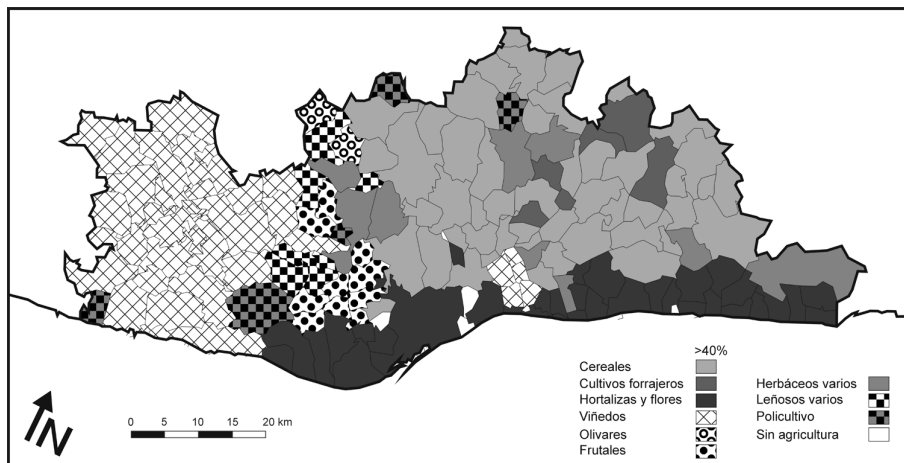 N
0 5 10 15 20 km
>40%
Cereales
Cultivos forrajeros
Hortalizas y flores
Viñedos
Olivares
Frutales
Herbáceos varios
Leñosos varios
Policultivo
Sin agricultura